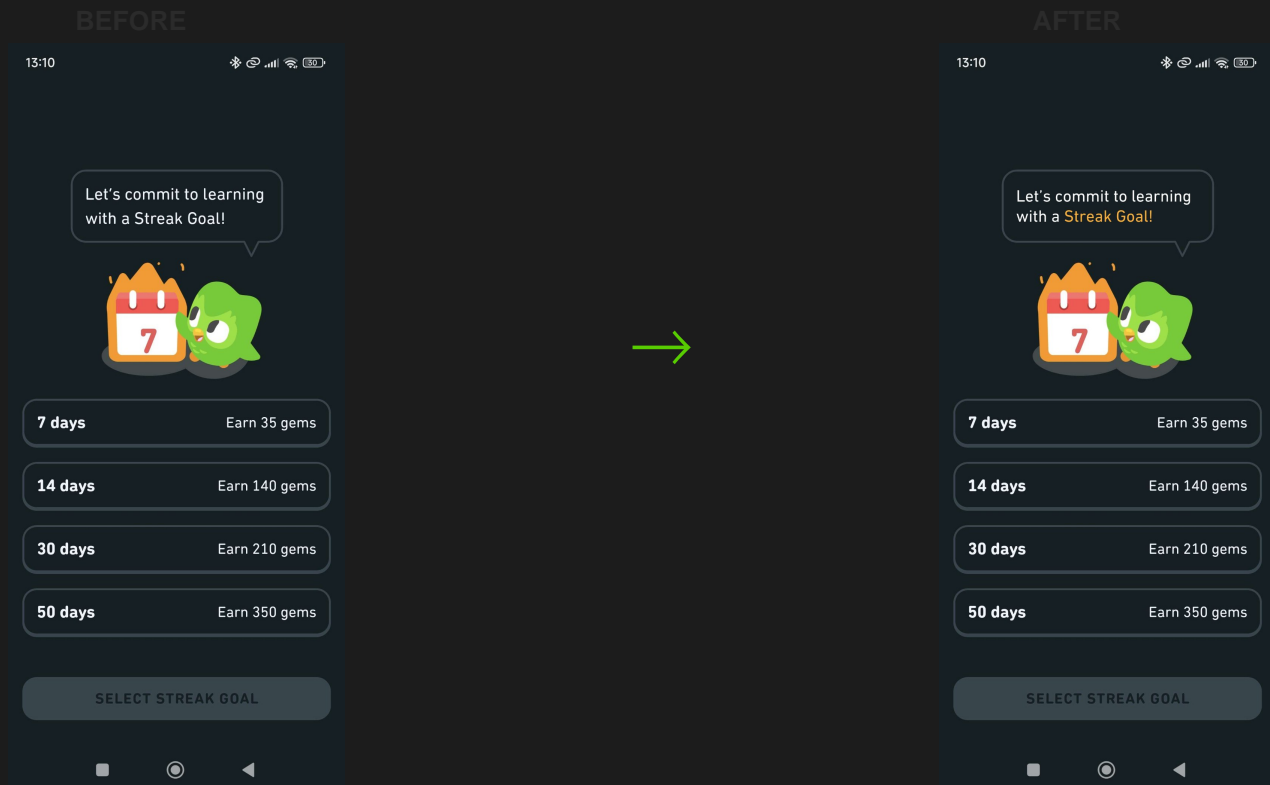 BEFORE
13:10
30
Let's commit to learning
with a Streak Goal!
7
7 days Earn 35 gems
14 days Earn 140 gems
30 days Earn 210 gems
50 days Earn 350 gems
SELECT STREAK GOAL
AFTER
13:10
30
Let's commit to learning
with a Streak Goal!
7
7 days Earn 35 gems
14 days Earn 140 gems
30 days Earn 210 gems
50 days Earn 350 gems
SELECT STREAK GOAL